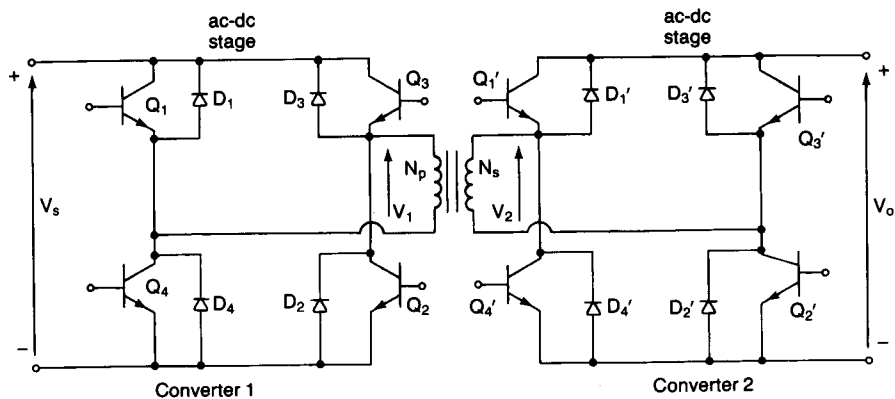 ac-dc
stage
ac-dc
stage
+
Q1
D1
D3
Q3
Q1′
D1′
D3′
Q3′
+
Vs
Np
V1
Ns
V2
Vo
Q4
D4
D2
Q2
Q4′
D4′
D2′
Q2′
−
−
Converter 1
Converter 2